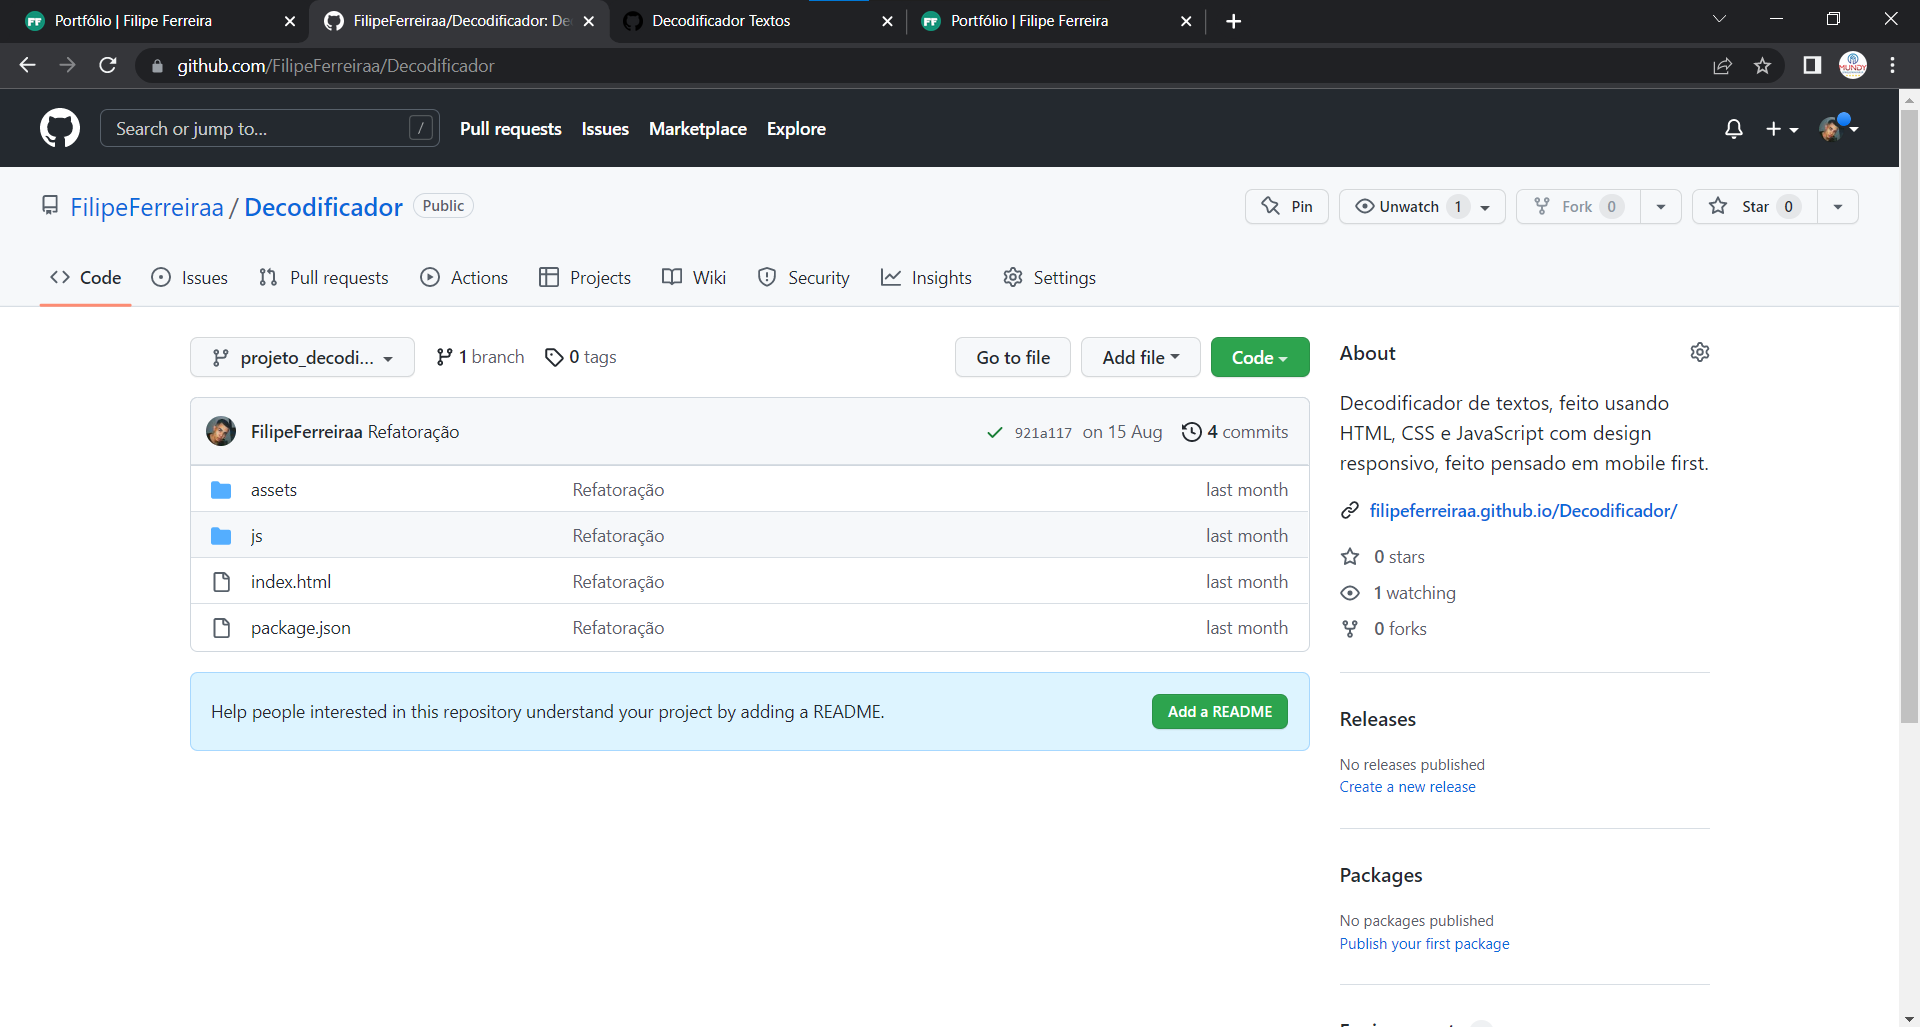 FF Portfólio | Filipe Ferreira
FilipeFerreiraa/Decodificador: De
Decodificador Textos
FF Portfólio | Filipe Ferreira
github.com/FilipeFerreiraa/Decodificador
MUNDY
Search or jump to... /
Pull requests Issues Marketplace Explore
FilipeFerreiraa / Decodificador Public
Pin Unwatch 1 Fork 0 Star 0
Code Issues Pull requests Actions Projects Wiki Security Insights Settings
projeto_decodi... 1 branch 0 tags Go to file Add file Code
FilipeFerreiraa Refatoração 921a117 on 15 Aug 4 commits
assets Refatoração last month
js Refatoração last month
index.html Refatoração last month
package.json Refatoração last month
Help people interested in this repository understand your project by adding a README. Add a README
About
Decodificador de textos, feito usando
HTML, CSS e JavaScript com design
responsivo, feito pensado em mobile first.
filipeferreiraa.github.io/Decodificador/
0 stars
1 watching
0 forks
Releases
No releases published
Create a new release
Packages
No packages published
Publish your first package